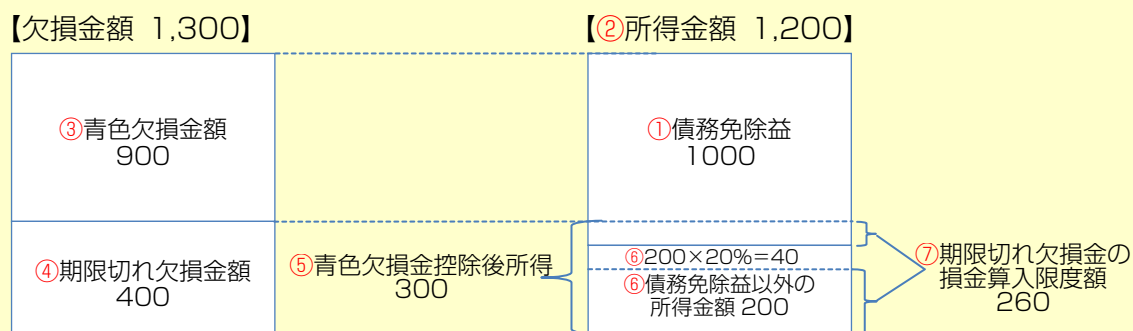 【欠損金額 1,300】
【②所得金額 1,200】
③青色欠損金額
900
①債務免除益
1000
④期限切れ欠損金額
400
⑤青色欠損金控除後所得
300
⑥200×20%=40
⑥債務免除益以外の
所得金額 200
⑦期限切れ欠損金の
損金算入限度額
260